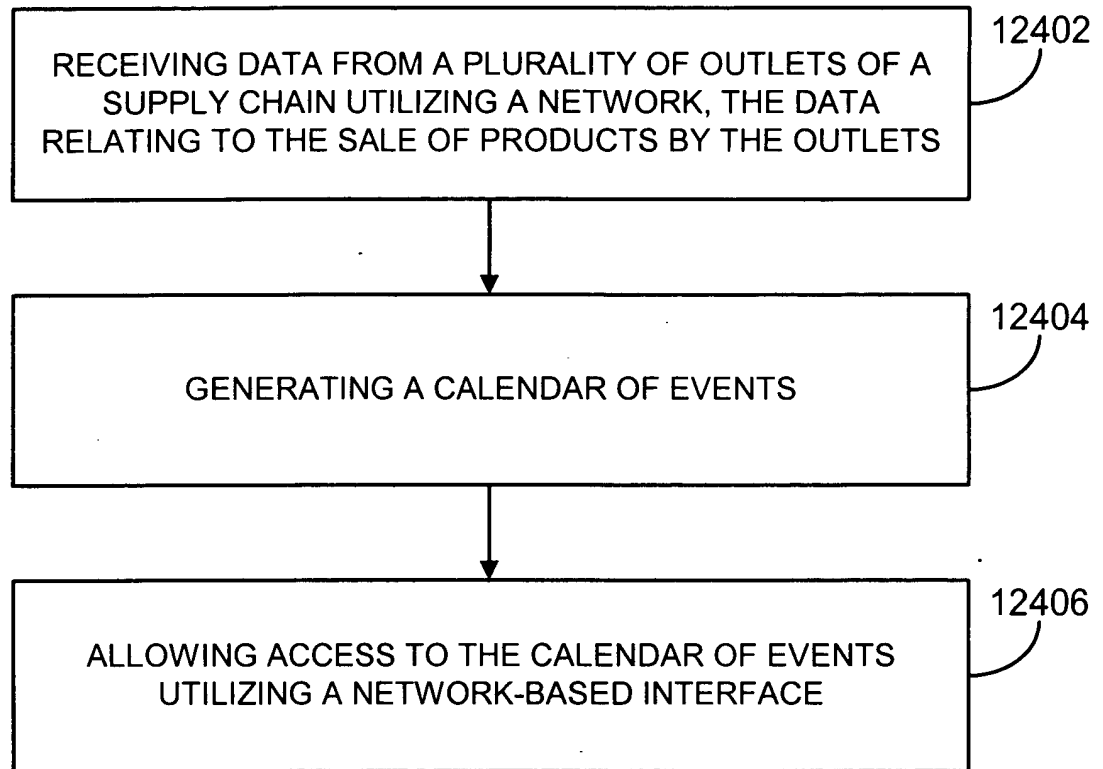 12402
RECEIVING DATA FROM A PLURALITY OF OUTLETS OF A
SUPPLY CHAIN UTILIZING A NETWORK, THE DATA
RELATING TO THE SALE OF PRODUCTS BY THE OUTLETS
12404
GENERATING A CALENDAR OF EVENTS
12406
ALLOWING ACCESS TO THE CALENDAR OF EVENTS
UTILIZING A NETWORK-BASED INTERFACE